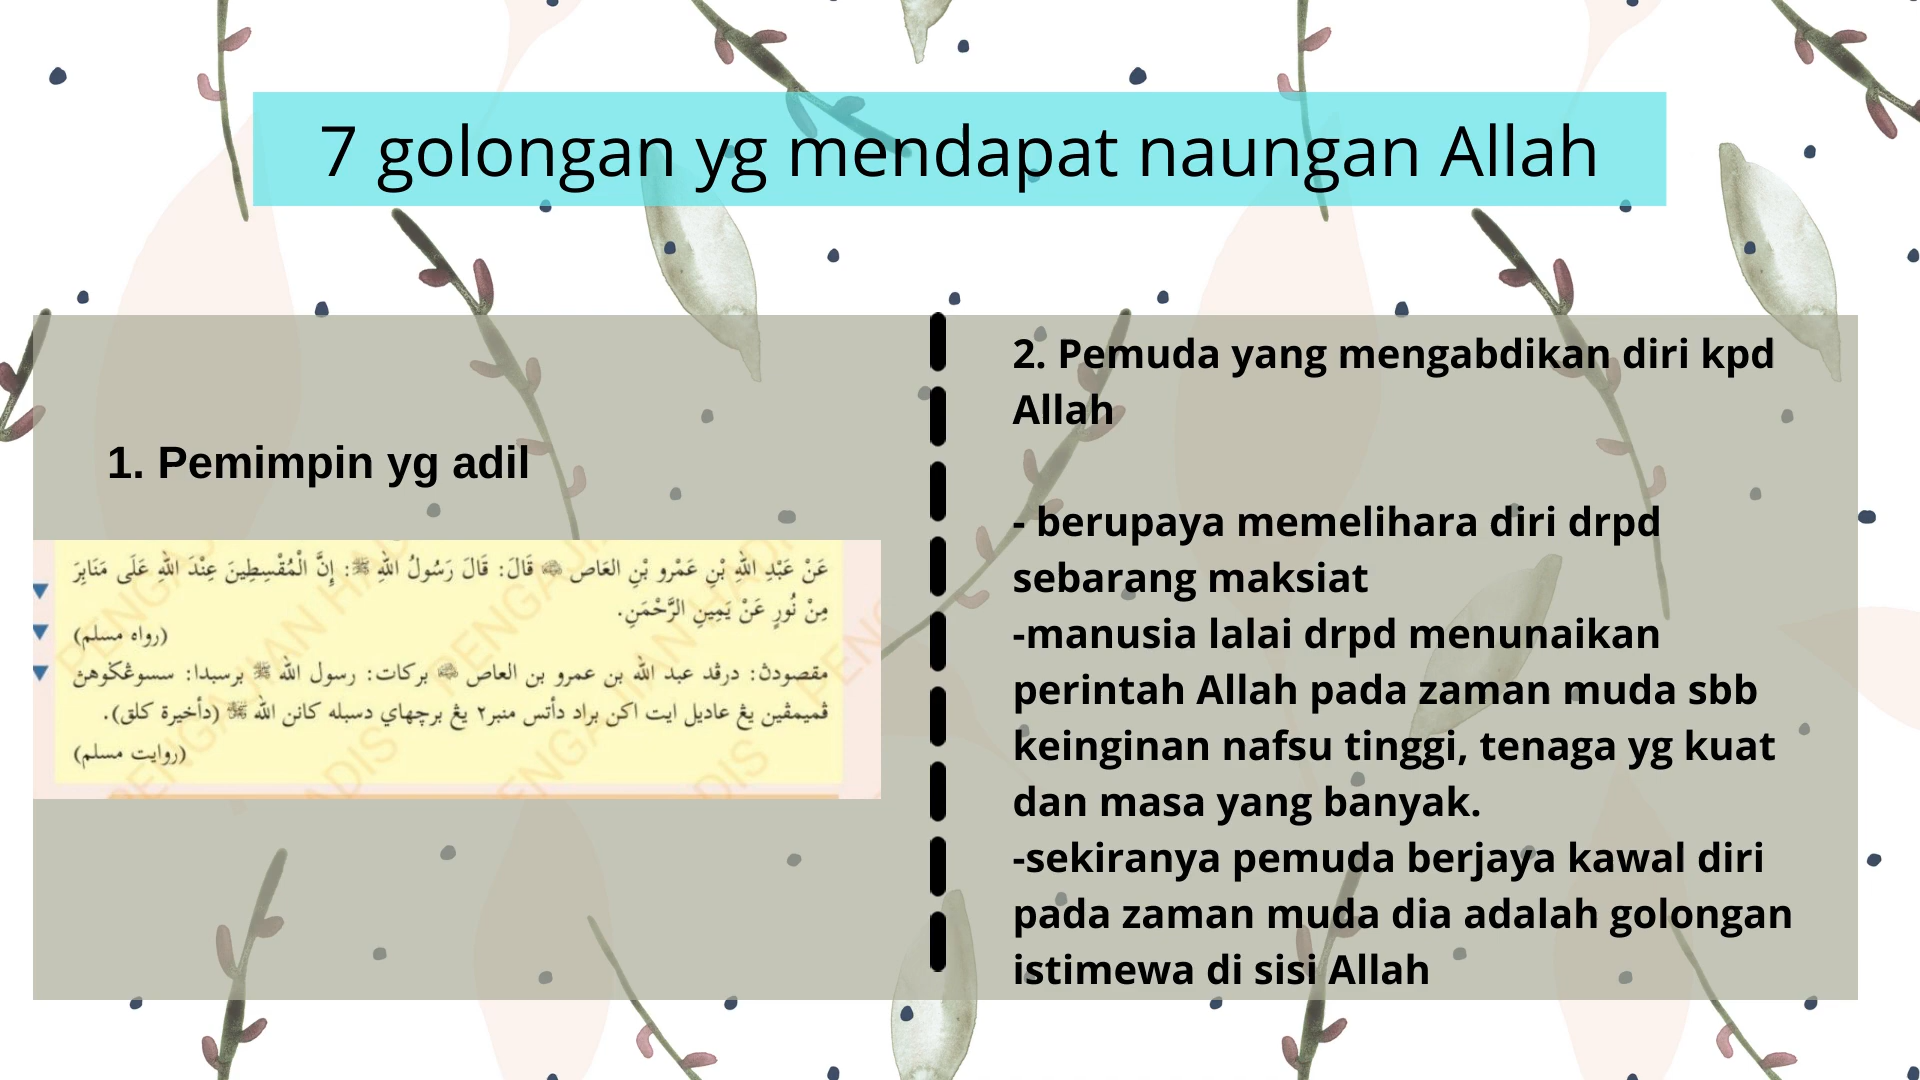 7 golongan yg mendapat naungan Allah
1. Pemimpin yg adil
عَنْ عَبْدِ اللهِ بْنِ عَمْرو بْنِ العَاص ﷺ قَالَ: قَالَ رَسُولُ اللهِ ﷺ: إِنَّ الْمُقْسِطِينَ عِنْدَ اللهِ عَلَى مَنَابِرَ
مِنْ نُورٍ عَنْ يَمِينِ الرَّحْمَنِ.
(رواه مسلم)
مقصودڽ: درڤد عبد الله بن عمرو بن العاص بركات: رسول الله ﷺ برسبدا: سسوڠݢوهڽ
ڤميمڤين يڠ عاديل ايت اكن براد دأتس منبر٢ يڠ برچهاي دسبله كانن الله ﷻ (دأخيرة كلق).
(روايت مسلم)
PENGAJIAN HADIS
2. Pemuda yang mengabdikan diri kpd
Allah
- berupaya memelihara diri drpd
sebarang maksiat
-manusia lalai drpd menunaikan
perintah Allah pada zaman muda sbb
keinginan nafsu tinggi, tenaga yg kuat
dan masa yang banyak.
-sekiranya pemuda berjaya kawal diri
pada zaman muda dia adalah golongan
istimewa di sisi Allah